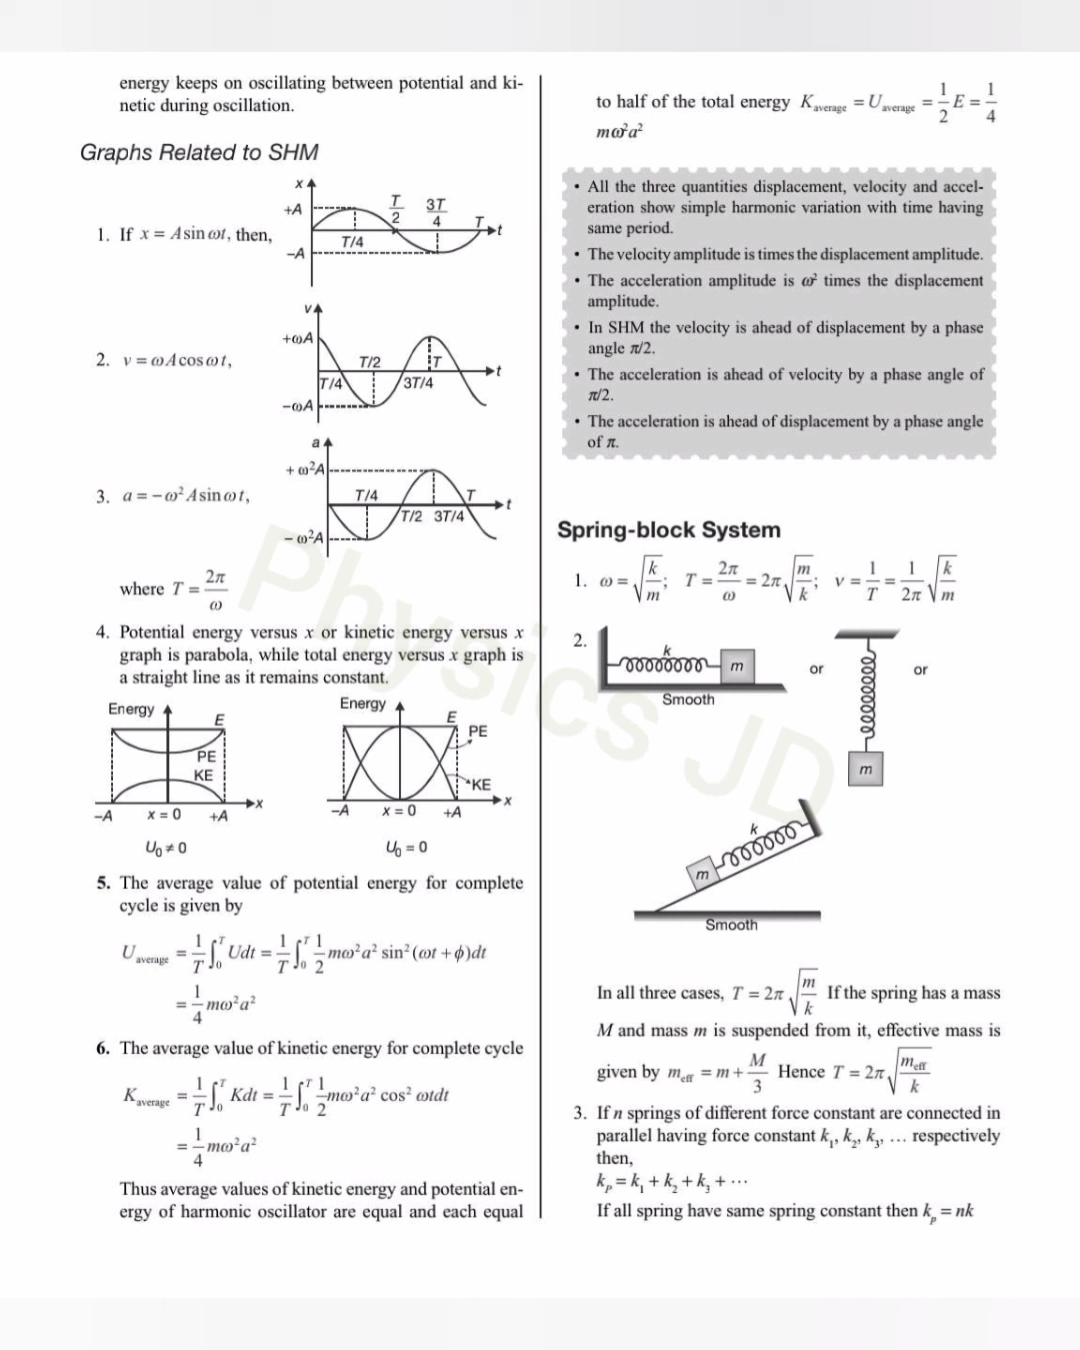 energy keeps on oscillating between potential and ki-
netic during oscillation.
Graphs Related to SHM
1. If x = A sin ωt, then,
x
+A
–A
T/4
T/2
3T/4
T
t
2. v = ωA cos ωt,
v
+ωA
–ωA
T/4
T/2
3T/4
T
t
3. a = – ω²A sin ωt,
a
+ ω²A
– ω²A
T/4
T/2 3T/4
T
t
where T = 2π/ω
4. Potential energy versus x or kinetic energy versus x
graph is parabola, while total energy versus x graph is
a straight line as it remains constant.
Energy
E
PE
KE
–A x = 0 +A
x
U₀ ≠ 0
Energy
E
PE
KE
–A x = 0 +A
x
U₀ = 0
5. The average value of potential energy for complete
cycle is given by
U_average = 1/T ∫₀ᵀ Udt = 1/T ∫₀ᵀ 1/2 mω²a² sin² (ωt + ϕ)dt
= 1/4 mω²a²
6. The average value of kinetic energy for complete cycle
K_average = 1/T ∫₀ᵀ Kdt = 1/T ∫₀ᵀ 1/2 mω²a² cos² ωtdt
= 1/4 mω²a²
Thus average values of kinetic energy and potential en-
ergy of harmonic oscillator are equal and each equal
to half of the total energy K_average = U_average = 1/2 E = 1/4
mω²a²
• All the three quantities displacement, velocity and accel-
eration show simple harmonic variation with time having
same period.
• The velocity amplitude is times the displacement amplitude.
• The acceleration amplitude is ω² times the displacement
amplitude.
• In SHM the velocity is ahead of displacement by a phase
angle π/2.
• The acceleration is ahead of velocity by a phase angle of
π/2.
• The acceleration is ahead of displacement by a phase angle
of π.
Spring-block System
1. ω = √(k/m); T = 2π/ω = 2π √(m/k); ν = 1/T = 1/2π √(k/m)
2.
k
m
Smooth
or
m
or
k
m
Smooth
In all three cases, T = 2π √(m/k) If the spring has a mass
M and mass m is suspended from it, effective mass is
given by m_eff = m + M/3 Hence T = 2π √(m_eff/k)
3. If n springs of different force constant are connected in
parallel having force constant k₁, k₂, k₃, … respectively
then,
k_p = k₁ + k₂ + k₃ + ⋯
If all spring have same spring constant then k_p = nk
Physics JD